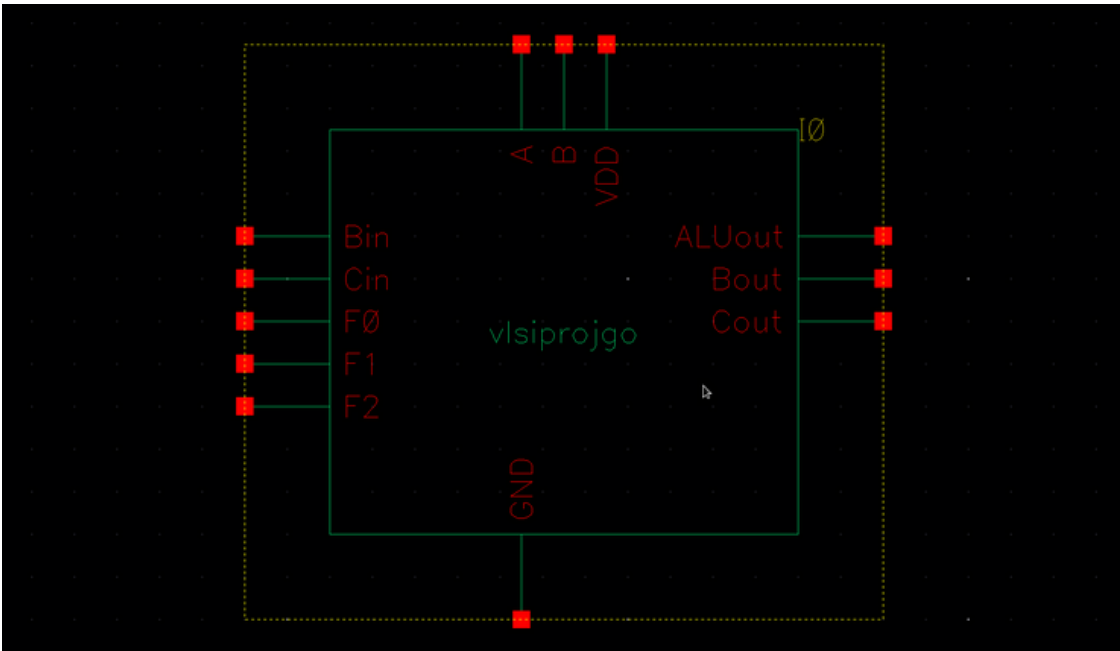 I0
A
B
VDD
Bin
ALUout
Cin
Bout
F0
Cout
vlsiprojgo
F1
F2
GND